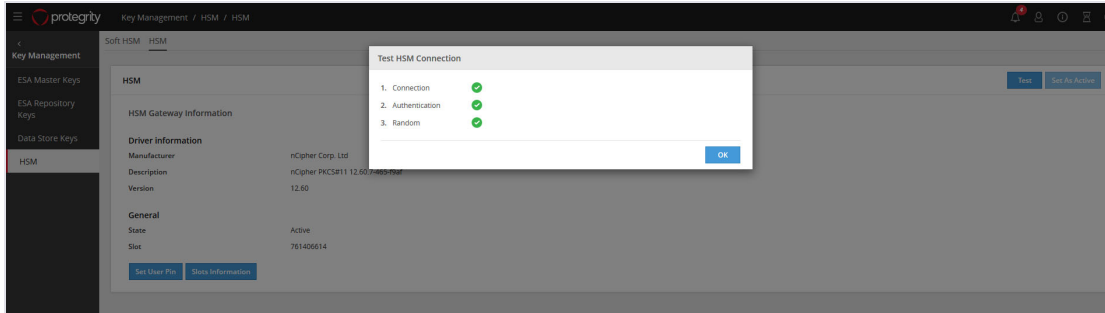 protegrity
Key Management / HSM / HSM
4
Key Management
ESA Master Keys
ESA Repository
Keys
Data Store Keys
HSM
Soft HSM HSM
HSM
Test Set As Active
HSM Gateway Information
Driver information
Manufacturer nCipher Corp. Ltd
Description nCipher PKCS#11 12.60.7-465-f9af
Version 12.60
General
State Active
Slot 761406614
Set User Pin Slots Information
Test HSM Connection
1. Connection
2. Authentication
3. Random
OK